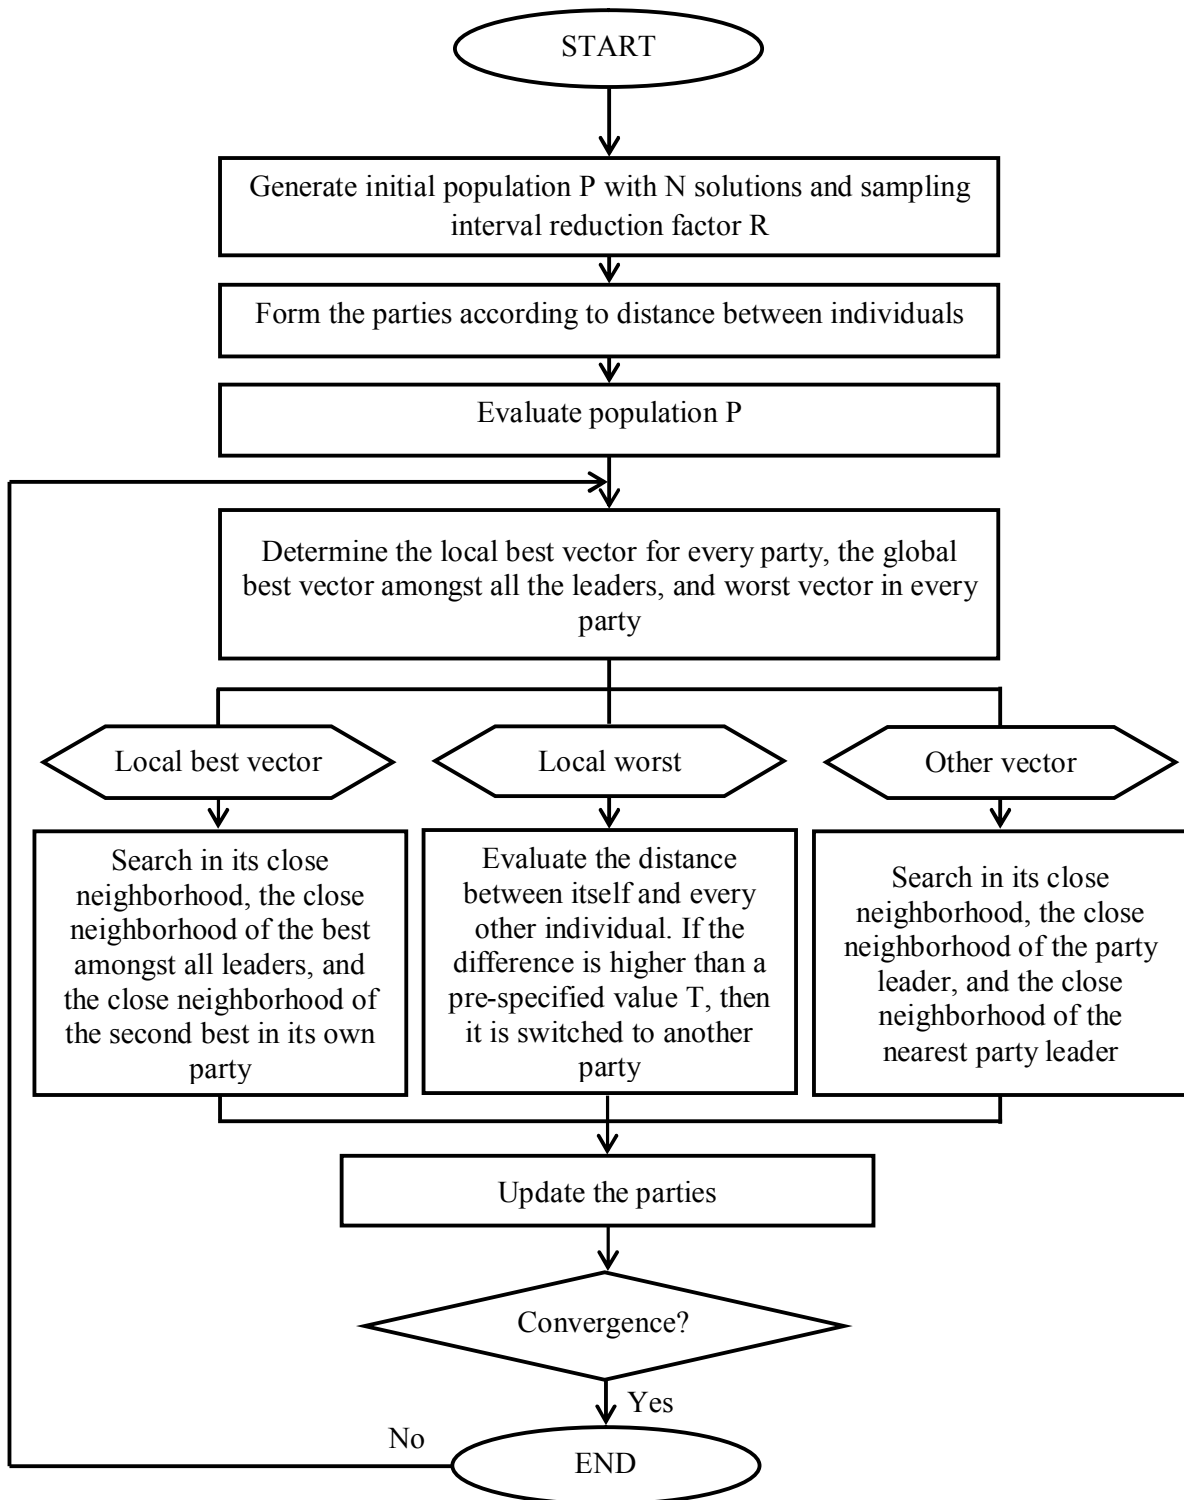 START
Generate initial population P with N solutions and sampling
interval reduction factor R
Form the parties according to distance between individuals
Evaluate population P
Determine the local best vector for every party, the global
best vector amongst all the leaders, and worst vector in every
party
Local best vector
Local worst
Other vector
Search in its close
neighborhood, the close
neighborhood of the best
amongst all leaders, and
the close neighborhood of
the second best in its own
party
Evaluate the distance
between itself and every
other individual. If the
difference is higher than a
pre-specified value T, then
it is switched to another
party
Search in its close
neighborhood, the close
neighborhood of the party
leader, and the close
neighborhood of the
nearest party leader
Update the parties
Convergence?
Yes
No
END